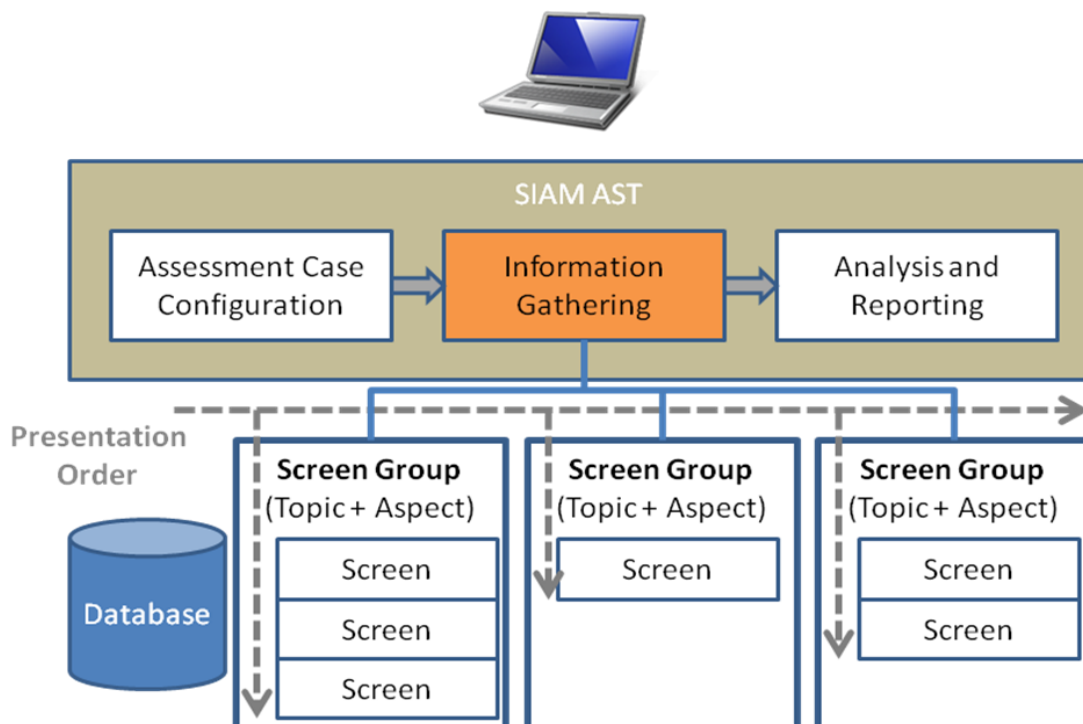 SIAM AST
Assessment Case
Configuration
Information
Gathering
Analysis and
Reporting
Presentation
Order
Screen Group
(Topic + Aspect)
Screen
Screen
Screen
Screen Group
(Topic + Aspect)
Screen
Screen Group
(Topic + Aspect)
Screen
Screen
Database